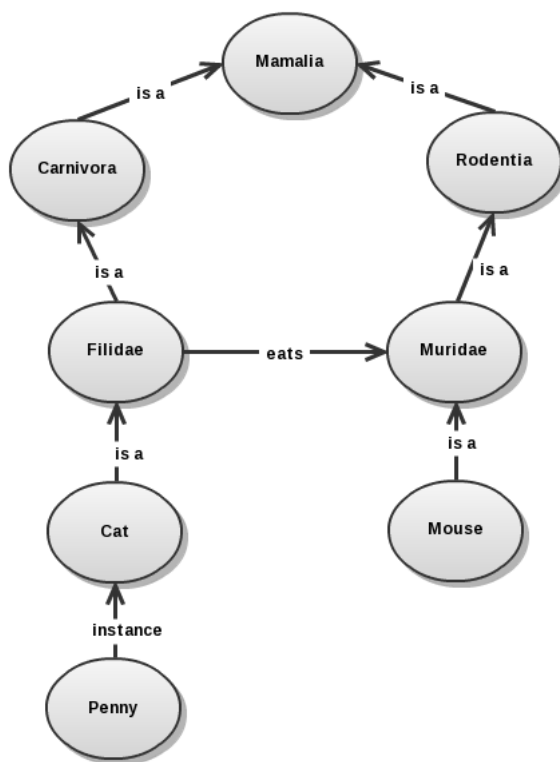 Mamalia
is a
is a
Carnivora
Rodentia
is a
is a
Filidae
eats
Muridae
is a
is a
Cat
Mouse
instance
Penny